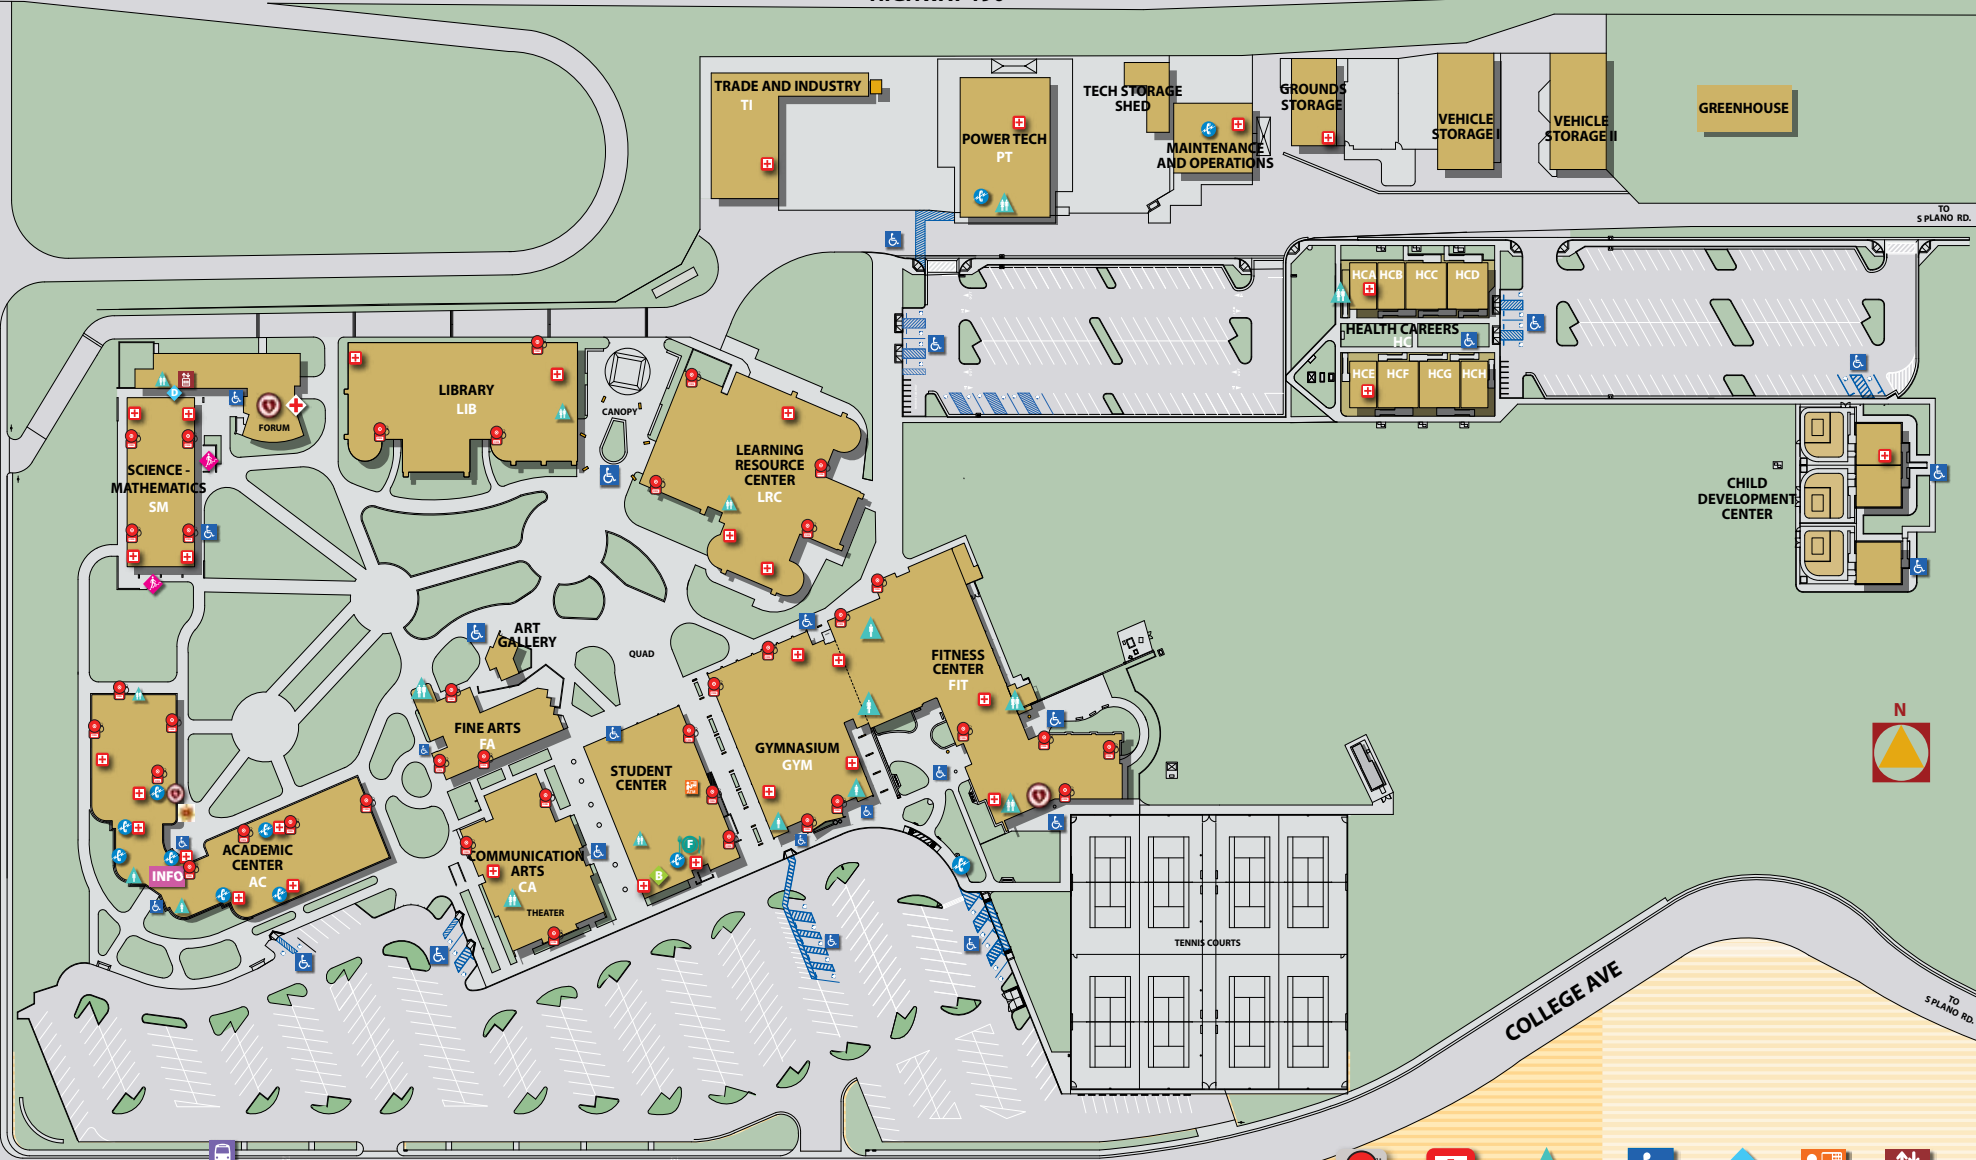 TRADE AND INDUSTRY
TI
POWER TECH
PT
TECH STORAGE
SHED
MAINTENANCE
AND OPERATIONS
GROUNDS
STORAGE
VEHICLE
STORAGE I
VEHICLE
STORAGE II
GREENHOUSE
TO
S PLANO RD.
HCA
HCB
HCC
HCD
HEALTH CAREERS
HC
HCE
HCF
HCG
HCH
D
FORUM
LIBRARY
LIB
CANOPY
LEARNING
RESOURCE
CENTER
LRC
SCIENCE -
MATHEMATICS
SM
CHILD
DEVELOPMENT
CENTER
ART
GALLERY
QUAD
FITNESS
CENTER
FIT
FINE ARTS
FA
GYMNASIUM
GYM
STUDENT
CENTER
F
B
N
ACADEMIC
CENTER
AC
INFO
COMMUNICATION
ARTS
CA
THEATER
TENNIS COURTS
COLLEGE AVE
TO
S PLANO RD.